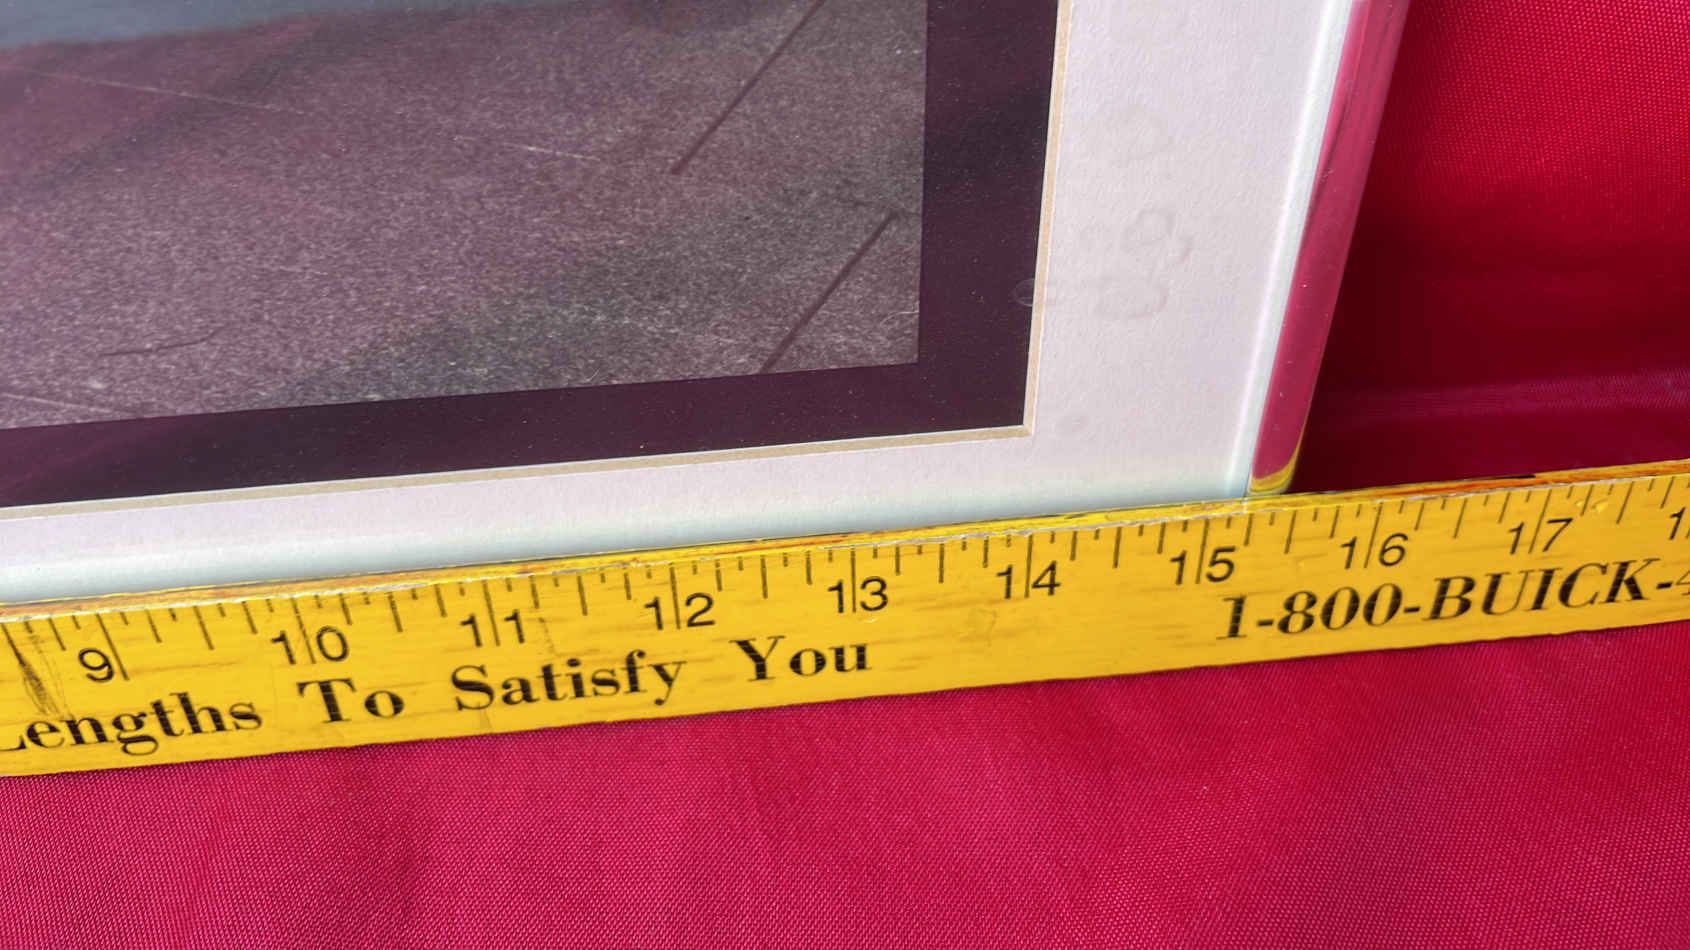 9 10 11 12 13 14 15 16 17
Lengths To Satisfy You 1-800-BUICK-